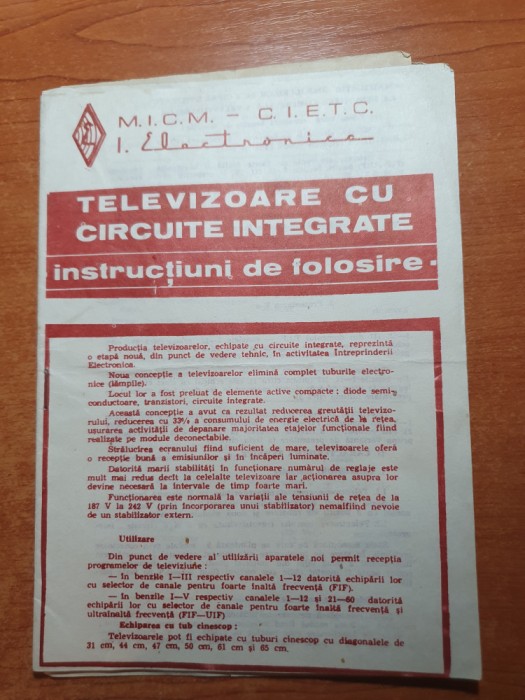 M.I.C.M. – C.I.E.T.C.
I. Electronica
TELEVIZOARE CU
CIRCUITE INTEGRATE
instrucțiuni de folosire
Producția televizoarelor, echipate cu circuite integrate, reprezintă
o etapă nouă, din punct de vedere tehnic, în activitatea Intreprinderii
Electronica.
Noua concepție a televizoarelor elimină complet tuburile electro-
nice (lămpile).
Locul lor a fost preluat de elemente active compacte : diode semi-
conductoare, tranzistori, circuite integrate.
Această concepție a avut ca rezultat reducerea greutății televizo-
rului, reducerea cu 33% a consumului de energie electrică de la rețea,
ușurarea activității de depanare majoritatea etajelor funcționale fiind
realizate pe module deconectabile.
Strălucirea ecranului fiind suficient de mare, televizoarele oferă
o recepție bună a emisiunilor și în încăperi luminate.
Datorită marii stabilități în funcționare numărul de reglaje este
mult mai redus decît la celelalte televizoare iar acționarea asupra lor
devine necesară la intervale de timp foarte mari.
Funcționarea este normală la variații ale tensiunii de rețea de la
187 V la 242 V (prin încorporarea unui stabilizator) nemaifiind nevoie
de un stabilizator extern.
Utilizare
Din punct de vedere al utilizării aparatele noi permit recepția
programelor de televiziune :
— în benzile I—III respectiv canalele 1—12 datorită echipării lor
cu selector de canale pentru foarte înaltă frecvență (FIF).
— în benzile I—V respectiv canalele 1—12 și 21—60 datorită
echipării lor cu selector de canale pentru foarte înaltă frecvență și
ultraînaltă frecvență (FIF—UIF)
Echiparea cu tub cinescop :
Televizoarele pot fi echipate cu tuburi cinescop cu diagonalele de
31 cm, 44 cm, 47 cm, 50 cm, 61 cm și 65 cm.